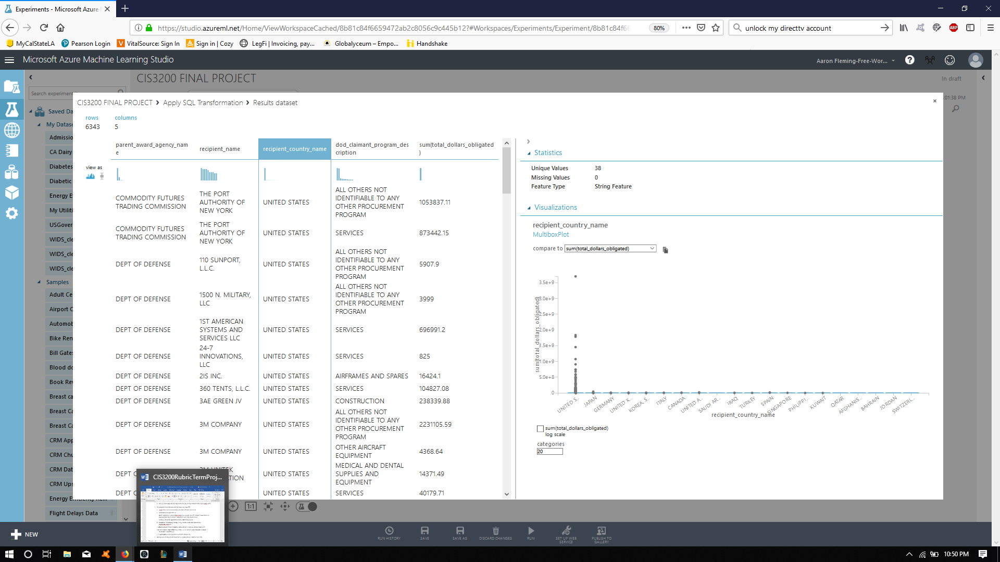 Experiments - Microsoft Azure
https://studio.azureml.net/Home/ViewWorkspaceCached/8b81c84f6659472ab2c8056c9c445b12?#Workspaces/Experiments/Experiment/8b81c84f66
80%
unlock my directtv account
MyCalStateLA
Pearson Login
VitalSource: Sign In
Sign in | Cozy
LegFi | Invoicing, pay...
Globalyceum – Empo...
Handshake
Microsoft Azure Machine Learning Studio
Aaron Fleming-Free-Wor...
CIS3200 FINAL PROJECT
In draft
Search experiment
:01:38 PM
Saved Da
My Datase
Admissio
CA Dairy
Diabetes
Diabetic
Energy E
My Utiliti
USGover
WIDS_cle
WIDS_cle
WIDS_cle
Samples
Adult Ce
Airport C
Automob
Bike Ren
Bill Gates
Blood do
Book Rev
Breast ca
Breast Ca
Breast Ca
CRM App
CRM Chu
CRM Dat
CRM Ups
Flight Delays Data
CIS3200 FINAL PROJECT > Apply SQL Transformation > Results dataset
rows
6343
columns
5
view as
parent_award_agency_nam
e
recipient_name
recipient_country_name
dod_claimant_program_des
cription
sum(total_dollars_obligated
)
COMMODITY FUTURES
TRADING COMMISSION
THE PORT
AUTHORITY OF
NEW YORK
UNITED STATES
ALL OTHERS NOT
IDENTIFIABLE TO ANY
OTHER PROCUREMENT
PROGRAM
1053837.11
COMMODITY FUTURES
TRADING COMMISSION
THE PORT
AUTHORITY OF
NEW YORK
UNITED STATES
SERVICES
873442.15
DEPT OF DEFENSE
110 SUNPORT,
L.L.C.
UNITED STATES
ALL OTHERS NOT
IDENTIFIABLE TO ANY
OTHER PROCUREMENT
PROGRAM
5907.9
DEPT OF DEFENSE
1500 N. MILITARY,
LLC
UNITED STATES
ALL OTHERS NOT
IDENTIFIABLE TO ANY
OTHER PROCUREMENT
PROGRAM
3999
DEPT OF DEFENSE
1ST AMERICAN
SYSTEMS AND
SERVICES LLC
UNITED STATES
SERVICES
696991.2
DEPT OF DEFENSE
24-7
INNOVATIONS,
LLC
UNITED STATES
SERVICES
825
DEPT OF DEFENSE
2IS INC.
UNITED STATES
AIRFRAMES AND SPARES
16424.1
DEPT OF DEFENSE
360 TENTS, L.L.C.
UNITED STATES
SERVICES
104827.08
DEPT OF DEFENSE
3AE GREEN JV
UNITED STATES
CONSTRUCTION
238339.88
DEPT OF DEFENSE
3M COMPANY
UNITED STATES
ALL OTHERS NOT
IDENTIFIABLE TO ANY
OTHER PROCUREMENT
PROGRAM
2231105.59
DEPT OF DEFENSE
3M COMPANY
UNITED STATES
OTHER AIRCRAFT
EQUIPMENT
4368.64
DEPT
UNITED STATES
MEDICAL AND DENTAL
SUPPLIES AND
EQUIPMENT
14371.49
DEPT
UNITED STATES
SERVICES
40179.71
Statistics
Unique Values 38
Missing Values 0
Feature Type String Feature
Visualizations
recipient_country_name
MultiboxPlot
compare to sum(total_dollars_obligated)
sum(total_dollars_obligated)
3.5e+9
3.0e+9
2.5e+9
2.0e+9
1.5e+9
1.0e+9
5.0e+8
0
UNITED S...
JAPAN
GERMANY
UNITED K...
KOREA, S...
ITALY
CANADA
UNITED A...
SAUDI AR...
IRAQ
TURKEY
SPAIN
SINGAPORE
PHILIPPI...
KUWAIT
QATAR
AFGHANIS...
BAHRAIN
JORDAN
SWITZERL...
recipient_country_name
sum(total_dollars_obligated)
log scale
categories
20
CIS3200RubricTermProj...
1:1
NEW
RUN HISTORY
SAVE
SAVE AS
DISCARD CHANGES
RUN
SET UP WEB
SERVICE
PUBLISH TO
GALLERY
10:50 PM